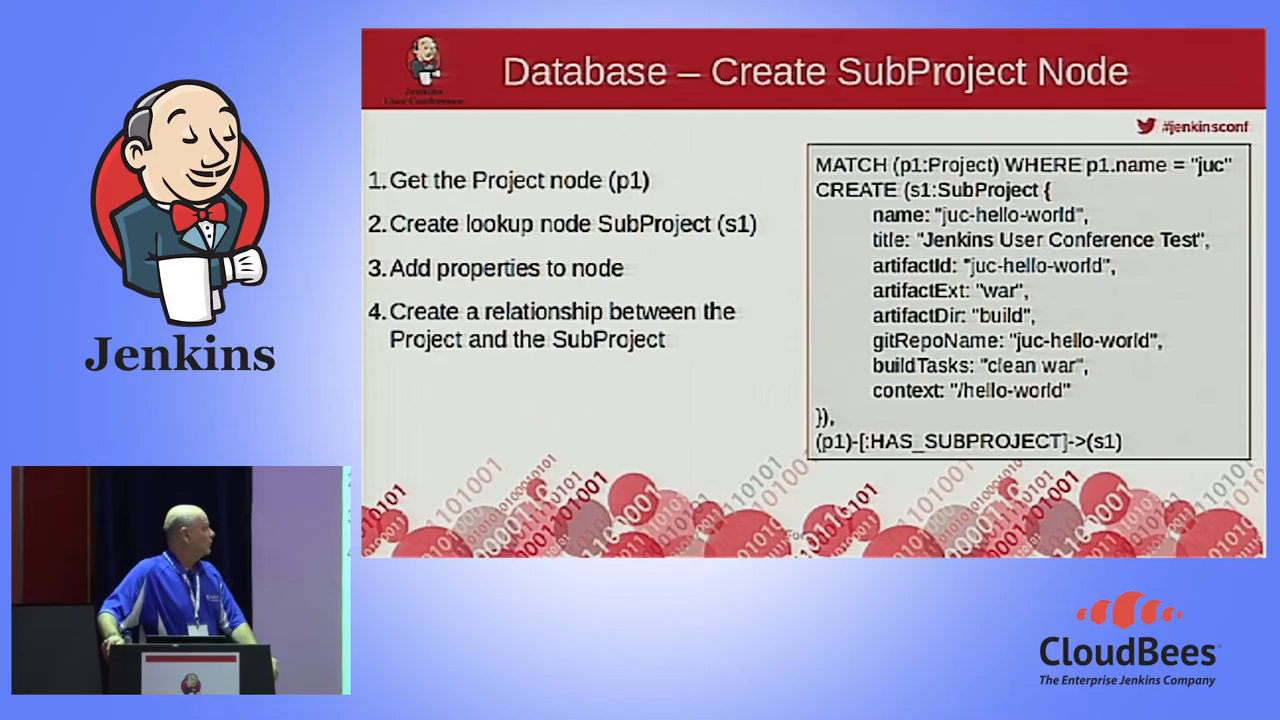 Jenkins
Jenkins
User Conference
Database – Create SubProject Node
#jenkinsconf
1. Get the Project node (p1)
2. Create lookup node SubProject (s1)
3. Add properties to node
4. Create a relationship between the
Project and the SubProject
MATCH (p1:Project) WHERE p1.name = "juc"
CREATE (s1:SubProject {
name: "juc-hello-world",
title: "Jenkins User Conference Test",
artifactId: "juc-hello-world",
artifactExt: "war",
artifactDir: "build",
gitRepoName: "juc-hello-world",
buildTasks: "clean war",
context: "/hello-world"
}),
(p1)-[:HAS_SUBPROJECT]->(s1)
CloudBees
The Enterprise Jenkins Company